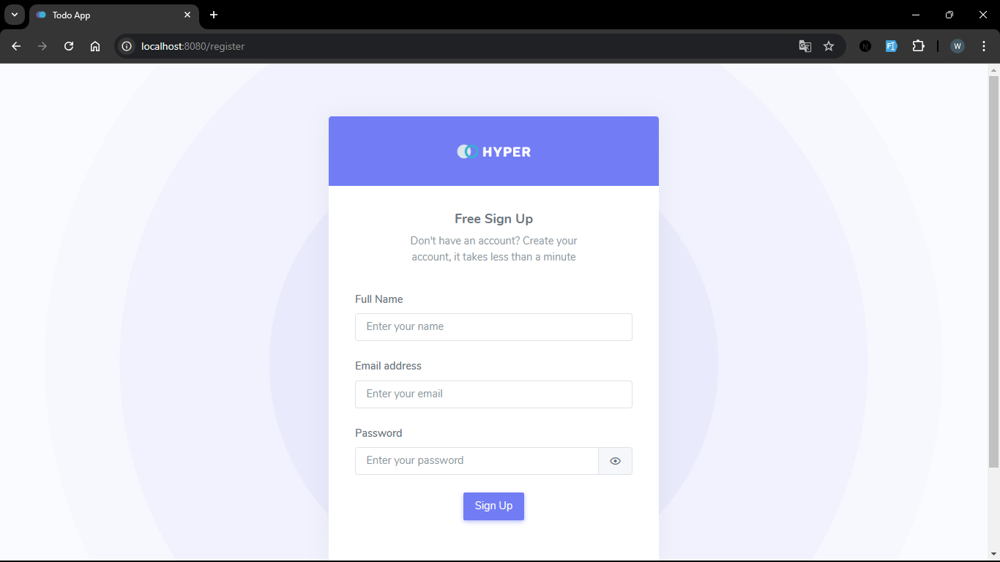 Todo App
localhost:8080/register
N
W
HYPER
Free Sign Up
Don't have an account? Create your
account, it takes less than a minute
Full Name
Enter your name
Email address
Enter your email
Password
Enter your password
Sign Up